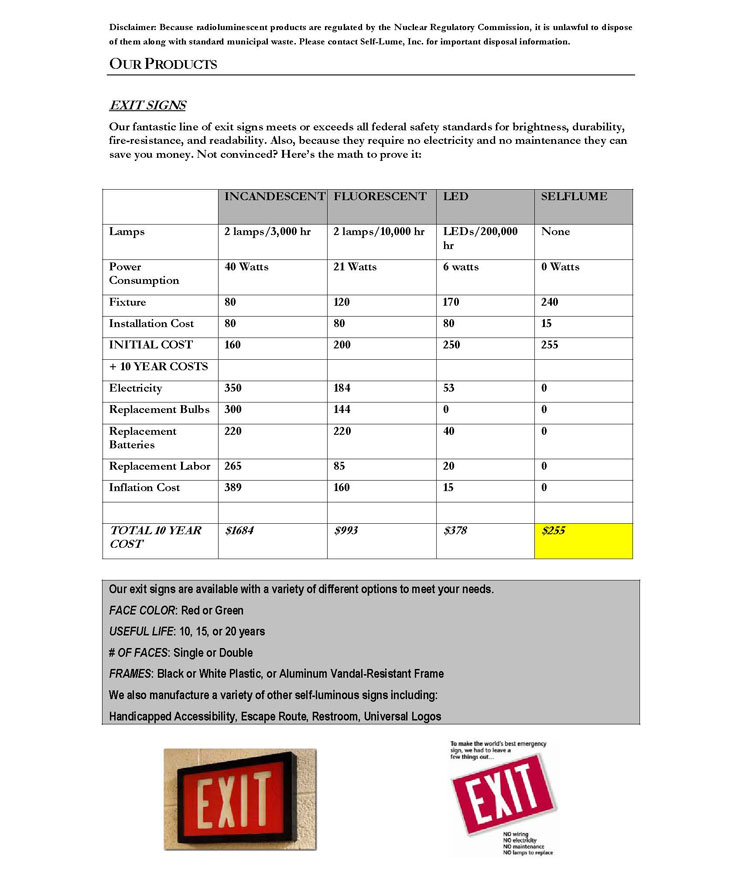 Disclaimer: Because radioluminescent products are regulated by the Nuclear Regulatory Commission, it is unlawful to dispose
of them along with standard municipal waste. Please contact Self-Lume, Inc. for important disposal information.
OUR PRODUCTS
EXIT SIGNS
Our fantastic line of exit signs meets or exceeds all federal safety standards for brightness, durability,
fire-resistance, and readability. Also, because they require no electricity and no maintenance they can
save you money. Not convinced? Here's the math to prove it:
INCANDESCENT FLUORESCENT LED SELFLUME
Lamps 2 lamps/3,000 hr 2 lamps/10,000 hr LEDs/200,000 None
hr
Power 40 Watts 21 Watts 6 watts 0 Watts
Consumption
Fixture 80 120 170 240
Installation Cost 80 80 80 15
INITIAL COST 160 200 250 255
+ 10 YEAR COSTS
Electricity 350 184 53 0
Replacement Bulbs 300 144 0 0
Replacement 220 220 40 0
Batteries
Replacement Labor 265 85 20 0
Inflation Cost 389 160 15 0
TOTAL 10 YEAR $1684 $993 $378 $255
COST
Our exit signs are available with a variety of different options to meet your needs.
FACE COLOR: Red or Green
USEFUL LIFE: 10, 15, or 20 years
# OF FACES: Single or Double
FRAMES: Black or White Plastic, or Aluminum Vandal-Resistant Frame
We also manufacture a variety of other self-luminous signs including:
Handicapped Accessibility, Escape Route, Restroom, Universal Logos
EXIT
To make the world's best emergency
sign, we had to leave a
few things out...
EXIT
NO wiring
NO electricity
NO maintenance
NO lamps to replace